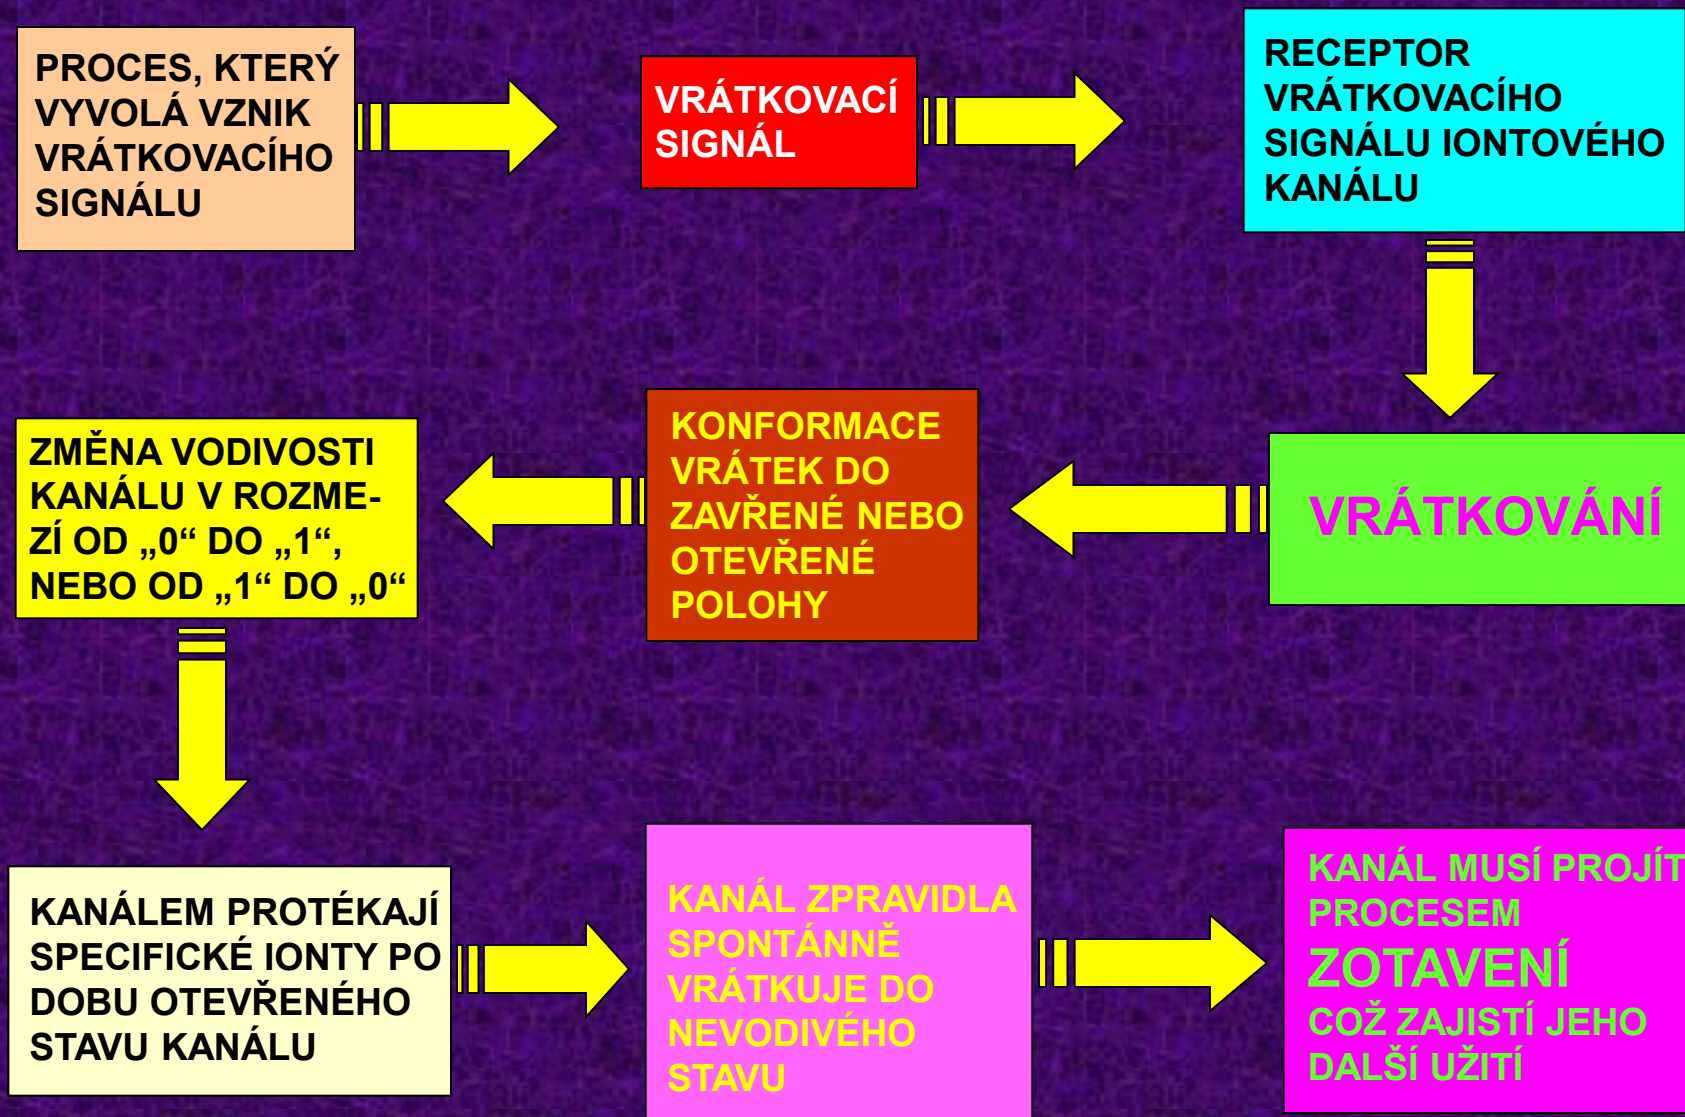 PROCES, KTERÝ
VYVOLÁ VZNIK
VRÁTKOVACÍHO
SIGNÁLU
VRÁTKOVACÍ
SIGNÁL
RECEPTOR
VRÁTKOVACÍHO
SIGNÁLU IONTOVÉHO
KANÁLU
VRÁTKOVÁNÍ
KONFORMACE
VRÁTEK DO
ZAVŘENÉ NEBO
OTEVŘENÉ
POLOHY
ZMĚNA VODIVOSTI
KANÁLU V ROZME-
ZÍ OD „0“ DO „1“,
NEBO OD „1“ DO „0“
KANÁLEM PROTÉKAJÍ
SPECIFICKÉ IONTY PO
DOBU OTEVŘENÉHO
STAVU KANÁLU
KANÁL ZPRAVIDLA
SPONTÁNNĚ
VRÁTKUJE DO
NEVODIVÉHO
STAVU
KANÁL MUSÍ PROJÍT
PROCESEM
ZOTAVENÍ
COŽ ZAJISTÍ JEHO
DALŠÍ UŽITÍ